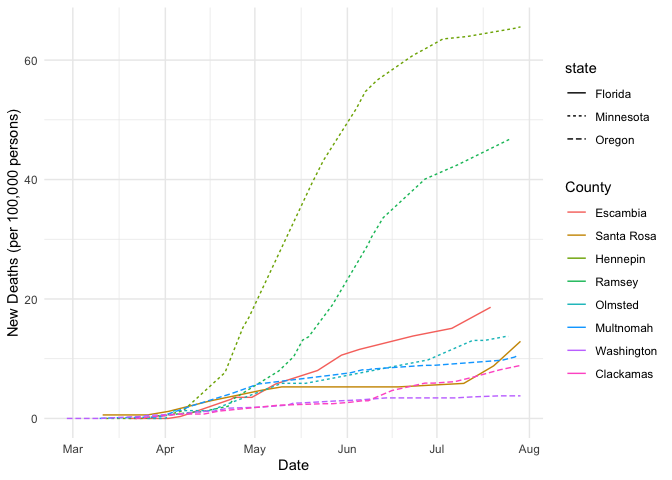 New Deaths (per 100,000 persons)
60
40
20
0
Mar
Apr
May
Jun
Jul
Aug
Date
state
Florida
Minnesota
Oregon
County
Escambia
Santa Rosa
Hennepin
Ramsey
Olmsted
Multnomah
Washington
Clackamas